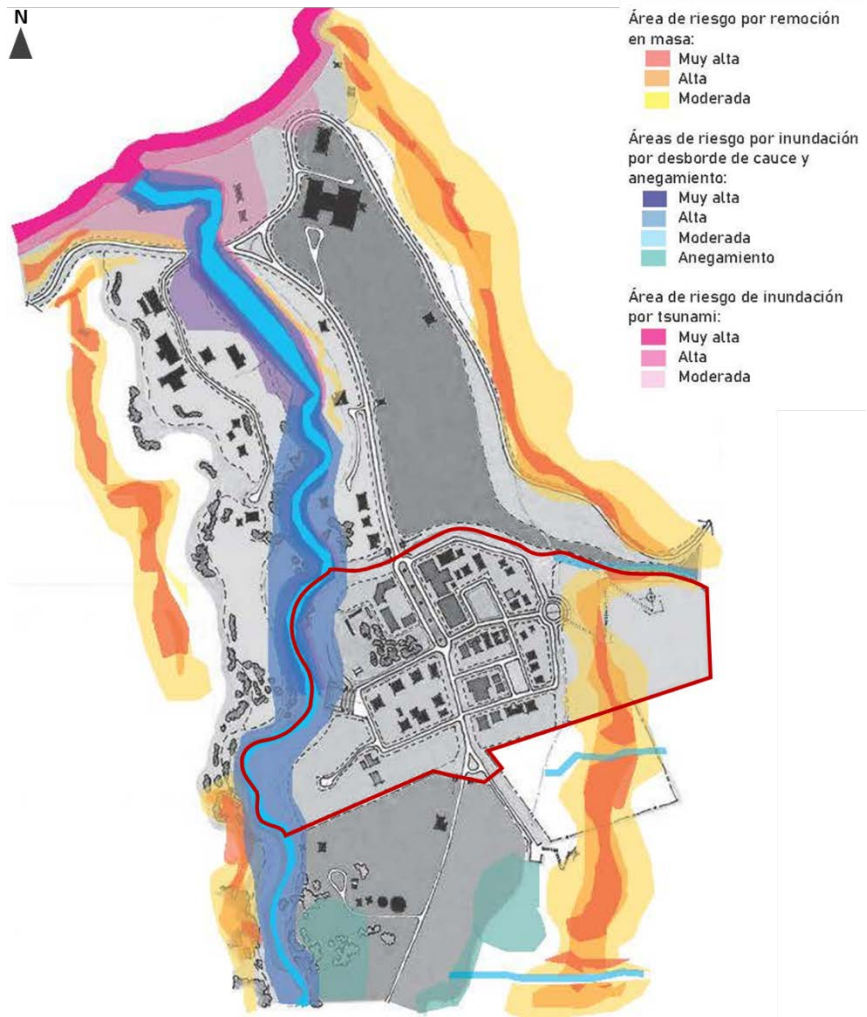 N
Área de riesgo por remoción
en masa:
Muy alta
Alta
Moderada
Áreas de riesgo por inundación
por desborde de cauce y
anegamiento:
Muy alta
Alta
Moderada
Anegamiento
Área de riesgo de inundación
por tsunami:
Muy alta
Alta
Moderada